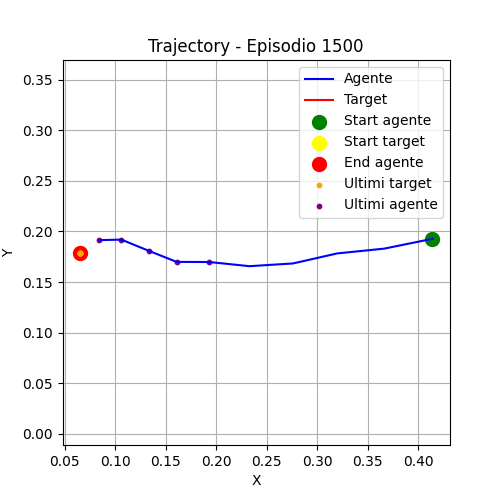 Trajectory - Episodio 1500
Agente
Target
Start agente
Start target
End agente
Ultimi target
Ultimi agente
0.35
0.30
0.25
0.20
0.15
0.10
0.05
0.00
Y
0.05 0.10 0.15 0.20 0.25 0.30 0.35 0.40
X